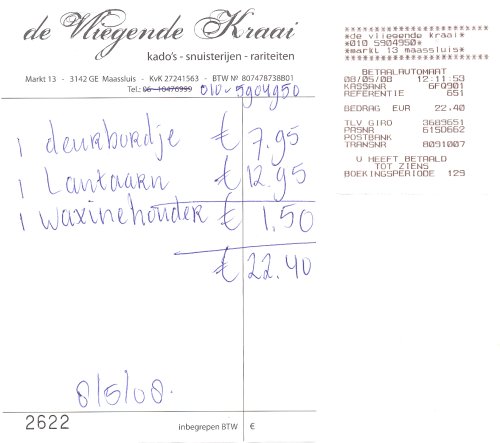 de Vliegende Kraai
kado's - snuisterijen - rariteiten
Markt 13 - 3142 GE Maassluis - KvK 27241563 - BTW Nº 807478738B01
Tel.: 06 - 10476999 010-5904950
1 deurbordje € 7.95
1 Lantaarn € 12.95
1 waxinehouder € 1.50
€ 22.40
8/5/08.
2622 inbegrepen BTW €
*de vliegende kraai*
*010 5904950*
*markt 13 maassluis*
BETAALAUTOMAAT
08/05/08 12:11:53
KASSANR 6FQ901
REFERENTIE 651
BEDRAG EUR 22,40
TLV GIRO 3689651
PASNR 615D662
POSTBANK
TRANSNR 8091007
U HEEFT BETAALD
TOT ZIENS
BOEKINGSPERIODE 129